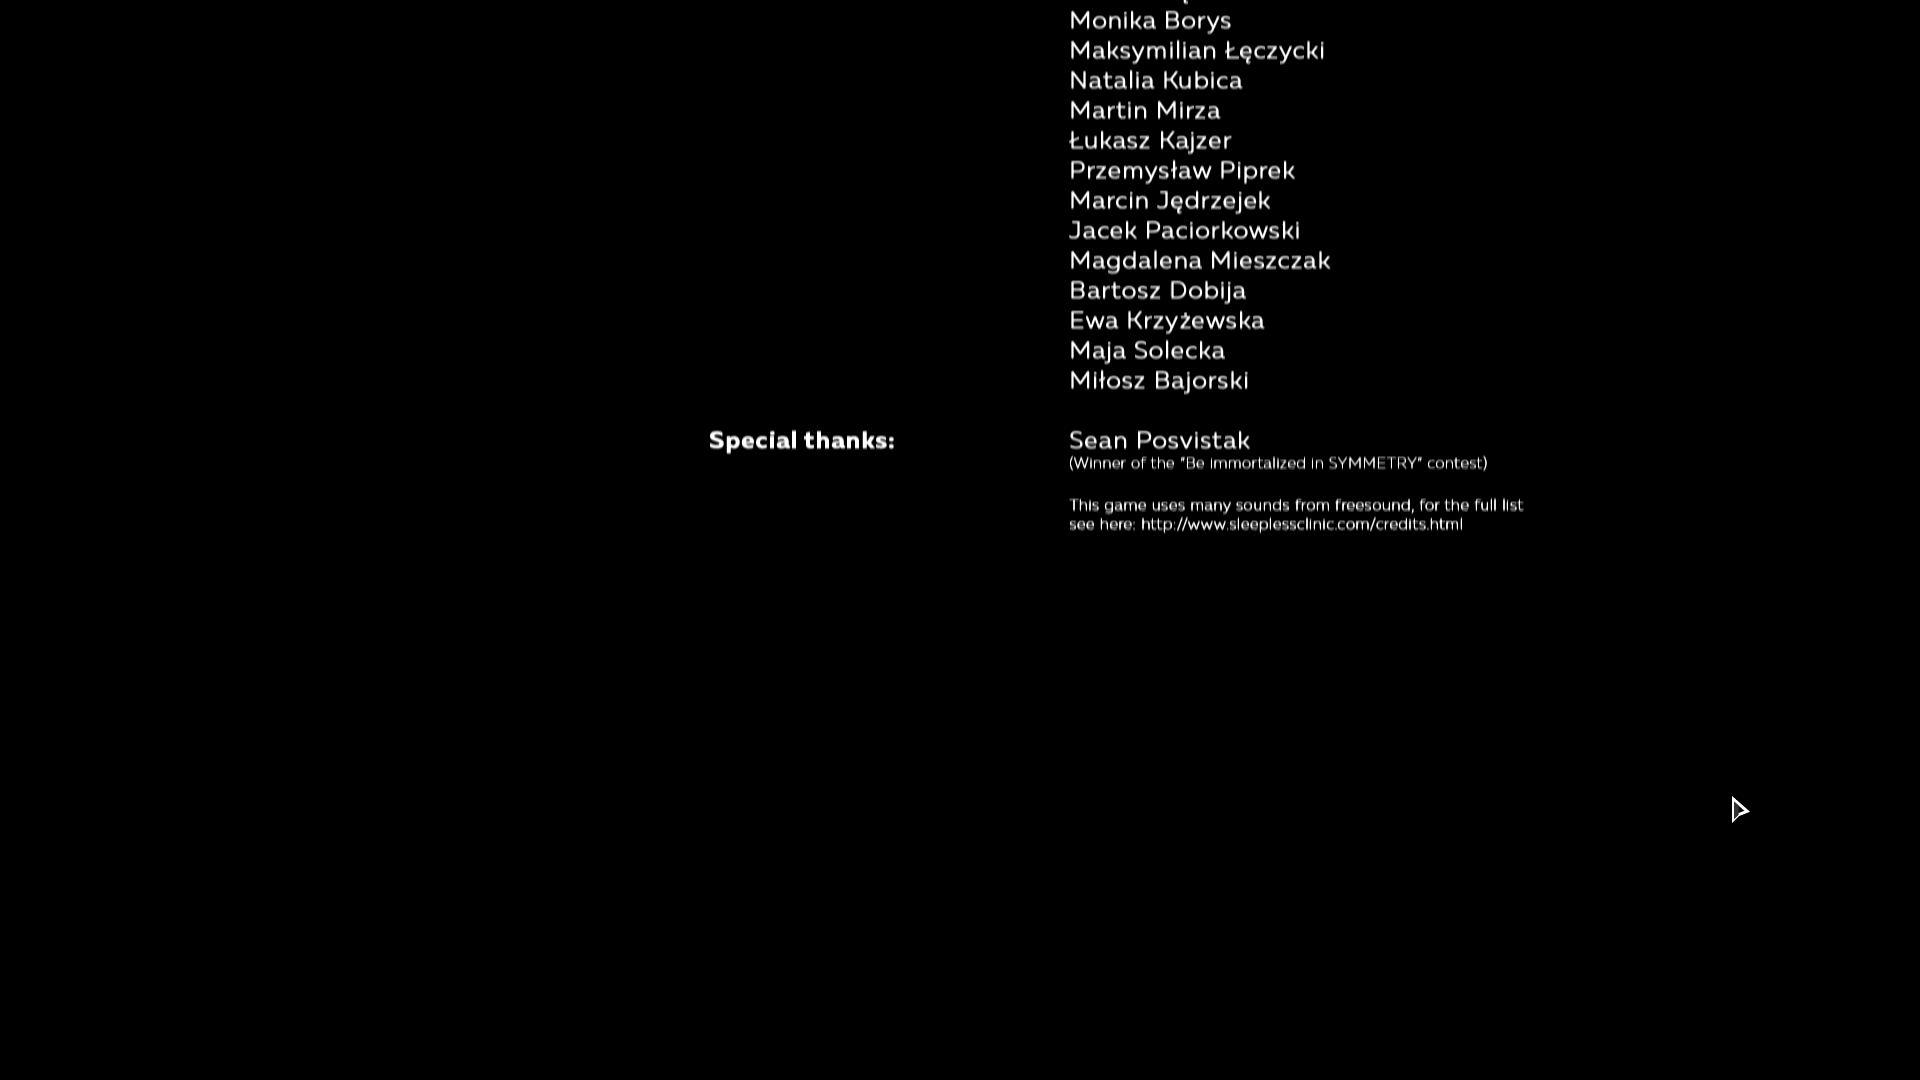 Monika Borys
Maksymilian Łęczycki
Natalia Kubica
Martin Mirza
Łukasz Kajzer
Przemysław Piprek
Marcin Jędrzejek
Jacek Paciorkowski
Magdalena Mieszczak
Bartosz Dobija
Ewa Krzyżewska
Maja Solecka
Miłosz Bajorski
Special thanks: Sean Posvistak
(Winner of the "Be immortalized in SYMMETRY" contest)
This game uses many sounds from freesound, for the full list
see here: http://www.sleeplessclinic.com/credits.html